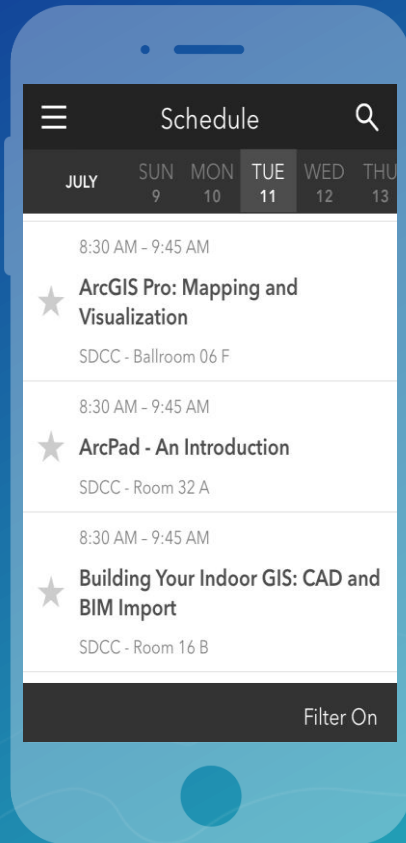 Schedule
JULY
SUN MON TUE WED THU
9 10 11 12 13
8:30 AM – 9:45 AM
ArcGIS Pro: Mapping and
Visualization
SDCC - Ballroom 06 F
8:30 AM – 9:45 AM
ArcPad - An Introduction
SDCC - Room 32 A
8:30 AM – 9:45 AM
Building Your Indoor GIS: CAD and
BIM Import
SDCC - Room 16 B
Filter On